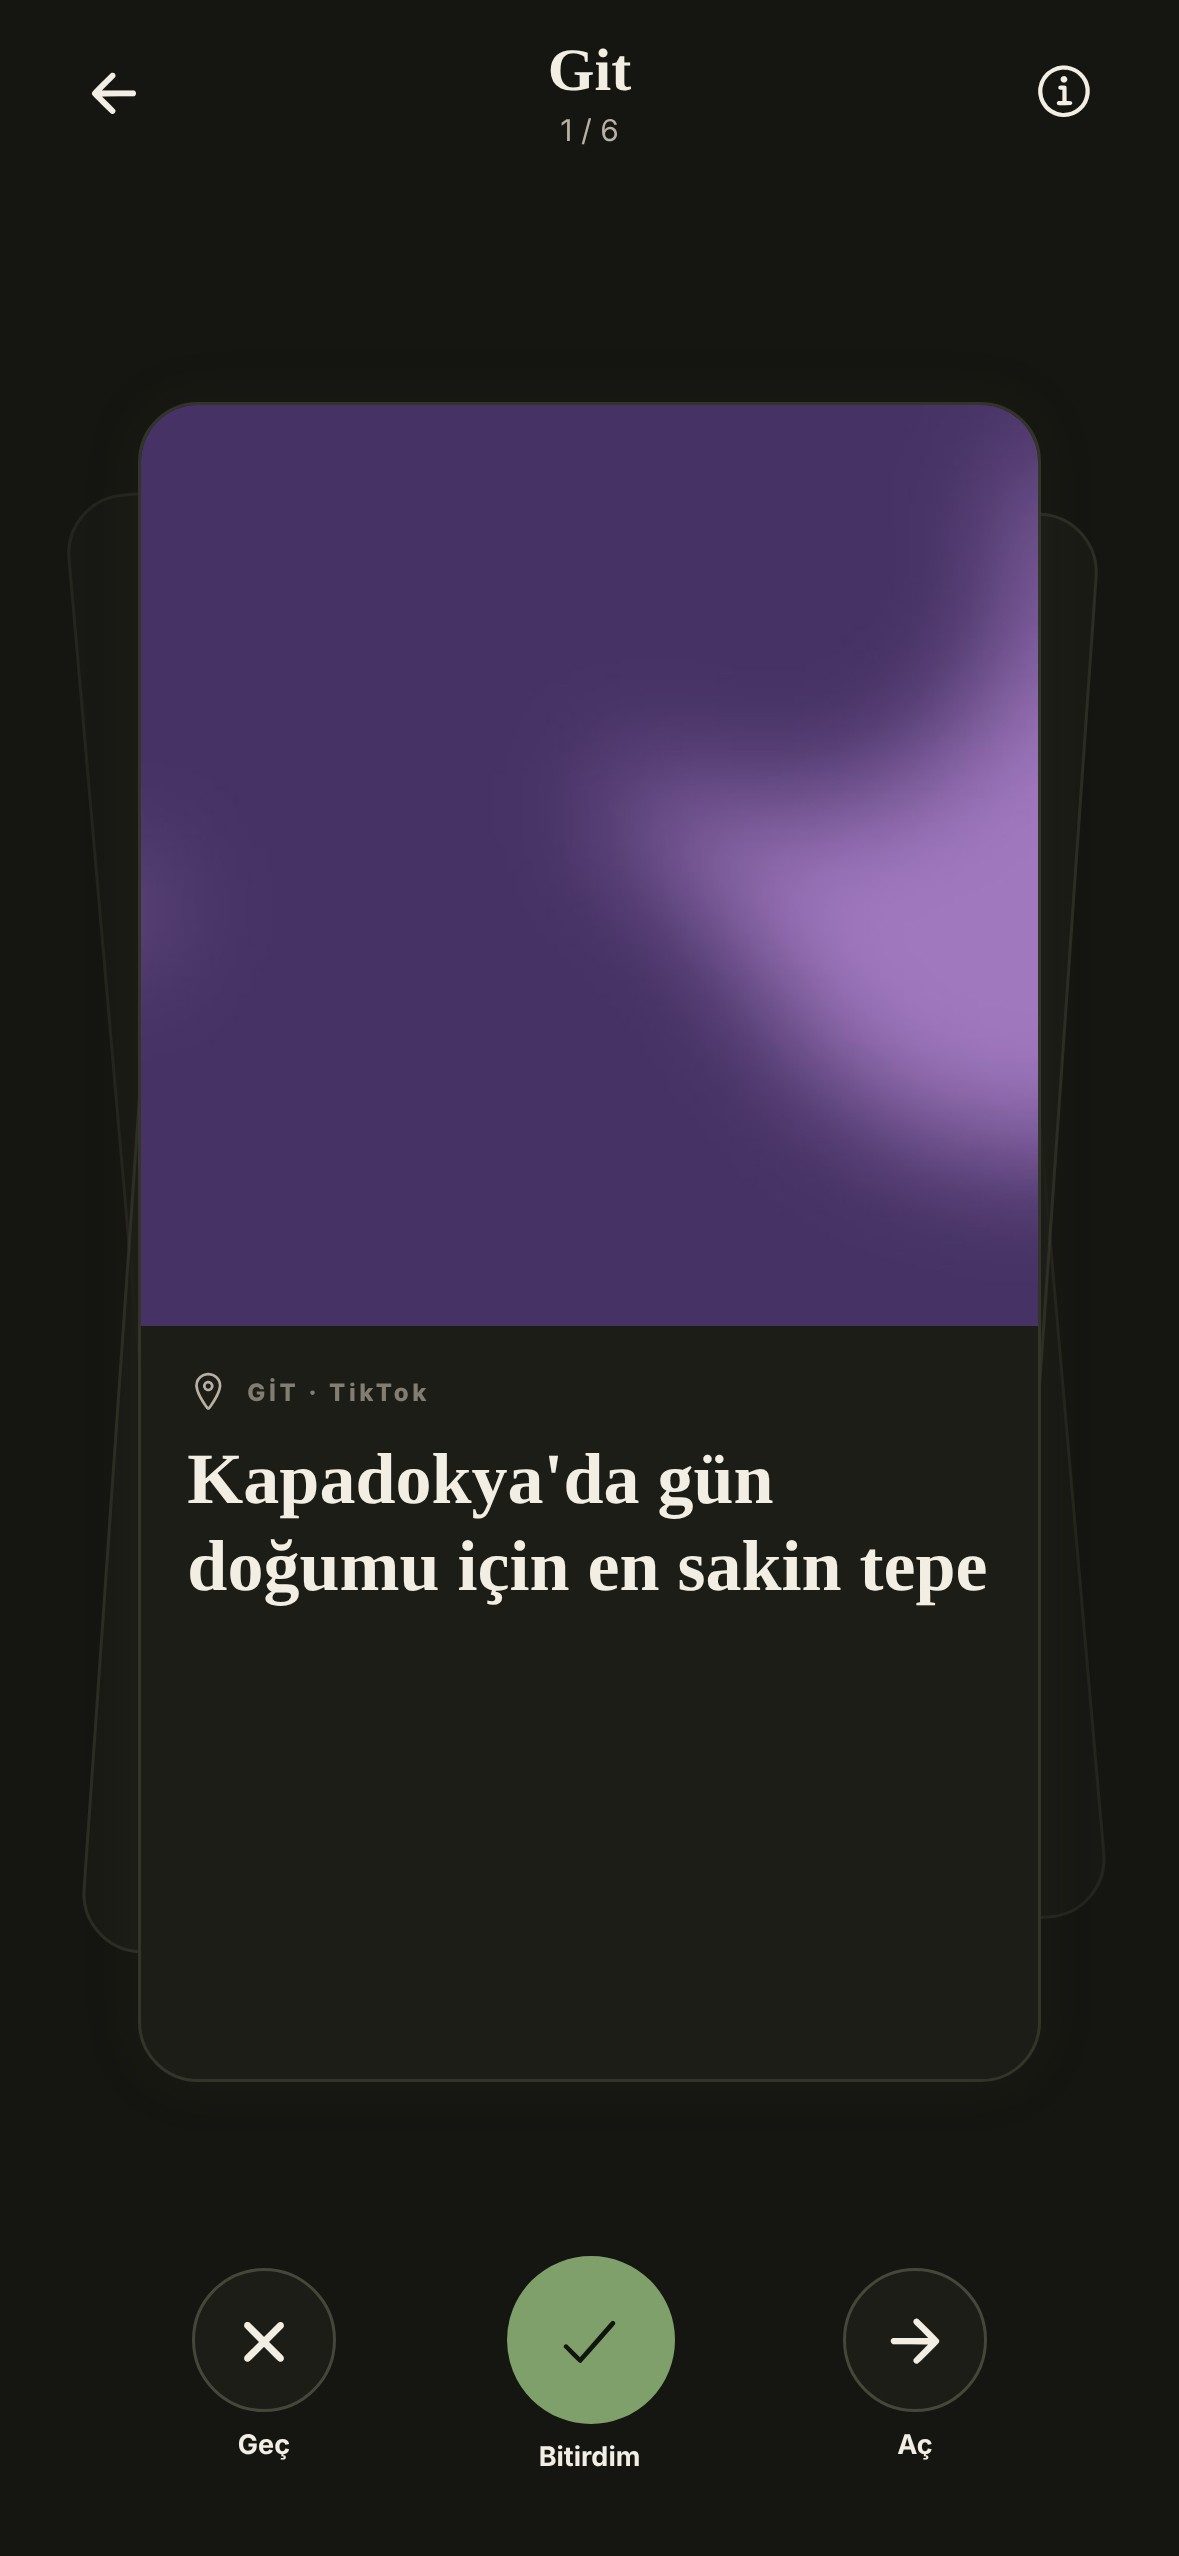 Git
1 / 6
GİT · TikTok
Kapadokya'da gün
doğumu için en sakin tepe
Geç
Bitirdim
Aç